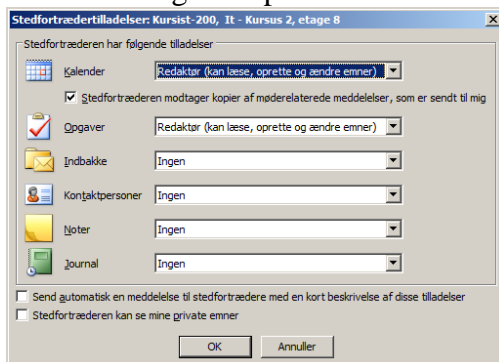 Stedfortrædertilladelser: Kursist-200, It - Kursus 2, etage 8
Stedfortræderen har følgende tilladelser
Kalender Redaktør (kan læse, oprette og ændre emner)
Stedfortræderen modtager kopier af møderelaterede meddelelser, som er sendt til mig
Opgaver Redaktør (kan læse, oprette og ændre emner)
Indbakke Ingen
Kontaktpersoner Ingen
Noter Ingen
Journal Ingen
Send automatisk en meddelelse til stedfortrædere med en kort beskrivelse af disse tilladelser
Stedfortræderen kan se mine private emner
OK Annuller